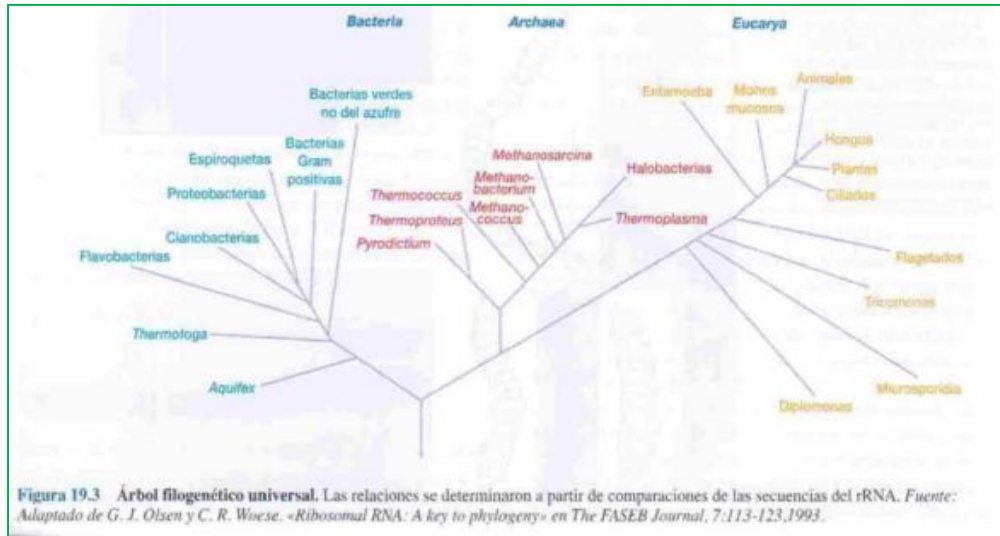 Bacteria
Archaea
Eucarya
Bacterias verdes
no del azufre
Bacterias
Gram
positivas
Espiroquetas
Proteobacterias
Cianobacterias
Flavobacterias
Thermotoga
Aquifex
Methanosarcina
Methano-
bacterium
Thermococcus
Methano-
coccus
Thermoproteus
Pyrodictium
Halobacterias
Thermoplasma
Entamoeba
Mohos
mucosos
Animales
Hongos
Plantas
Ciliados
Flagelados
Tricomonas
Microsporidia
Diplomonas
Figura 19.3 Árbol filogenético universal. Las relaciones se determinaron a partir de comparaciones de las secuencias del rRNA. Fuente:
Adaptado de G. J. Olsen y C. R. Woese. «Ribosomal RNA: A key to phylogeny» en The FASEB Journal, 7:113-123,1993.